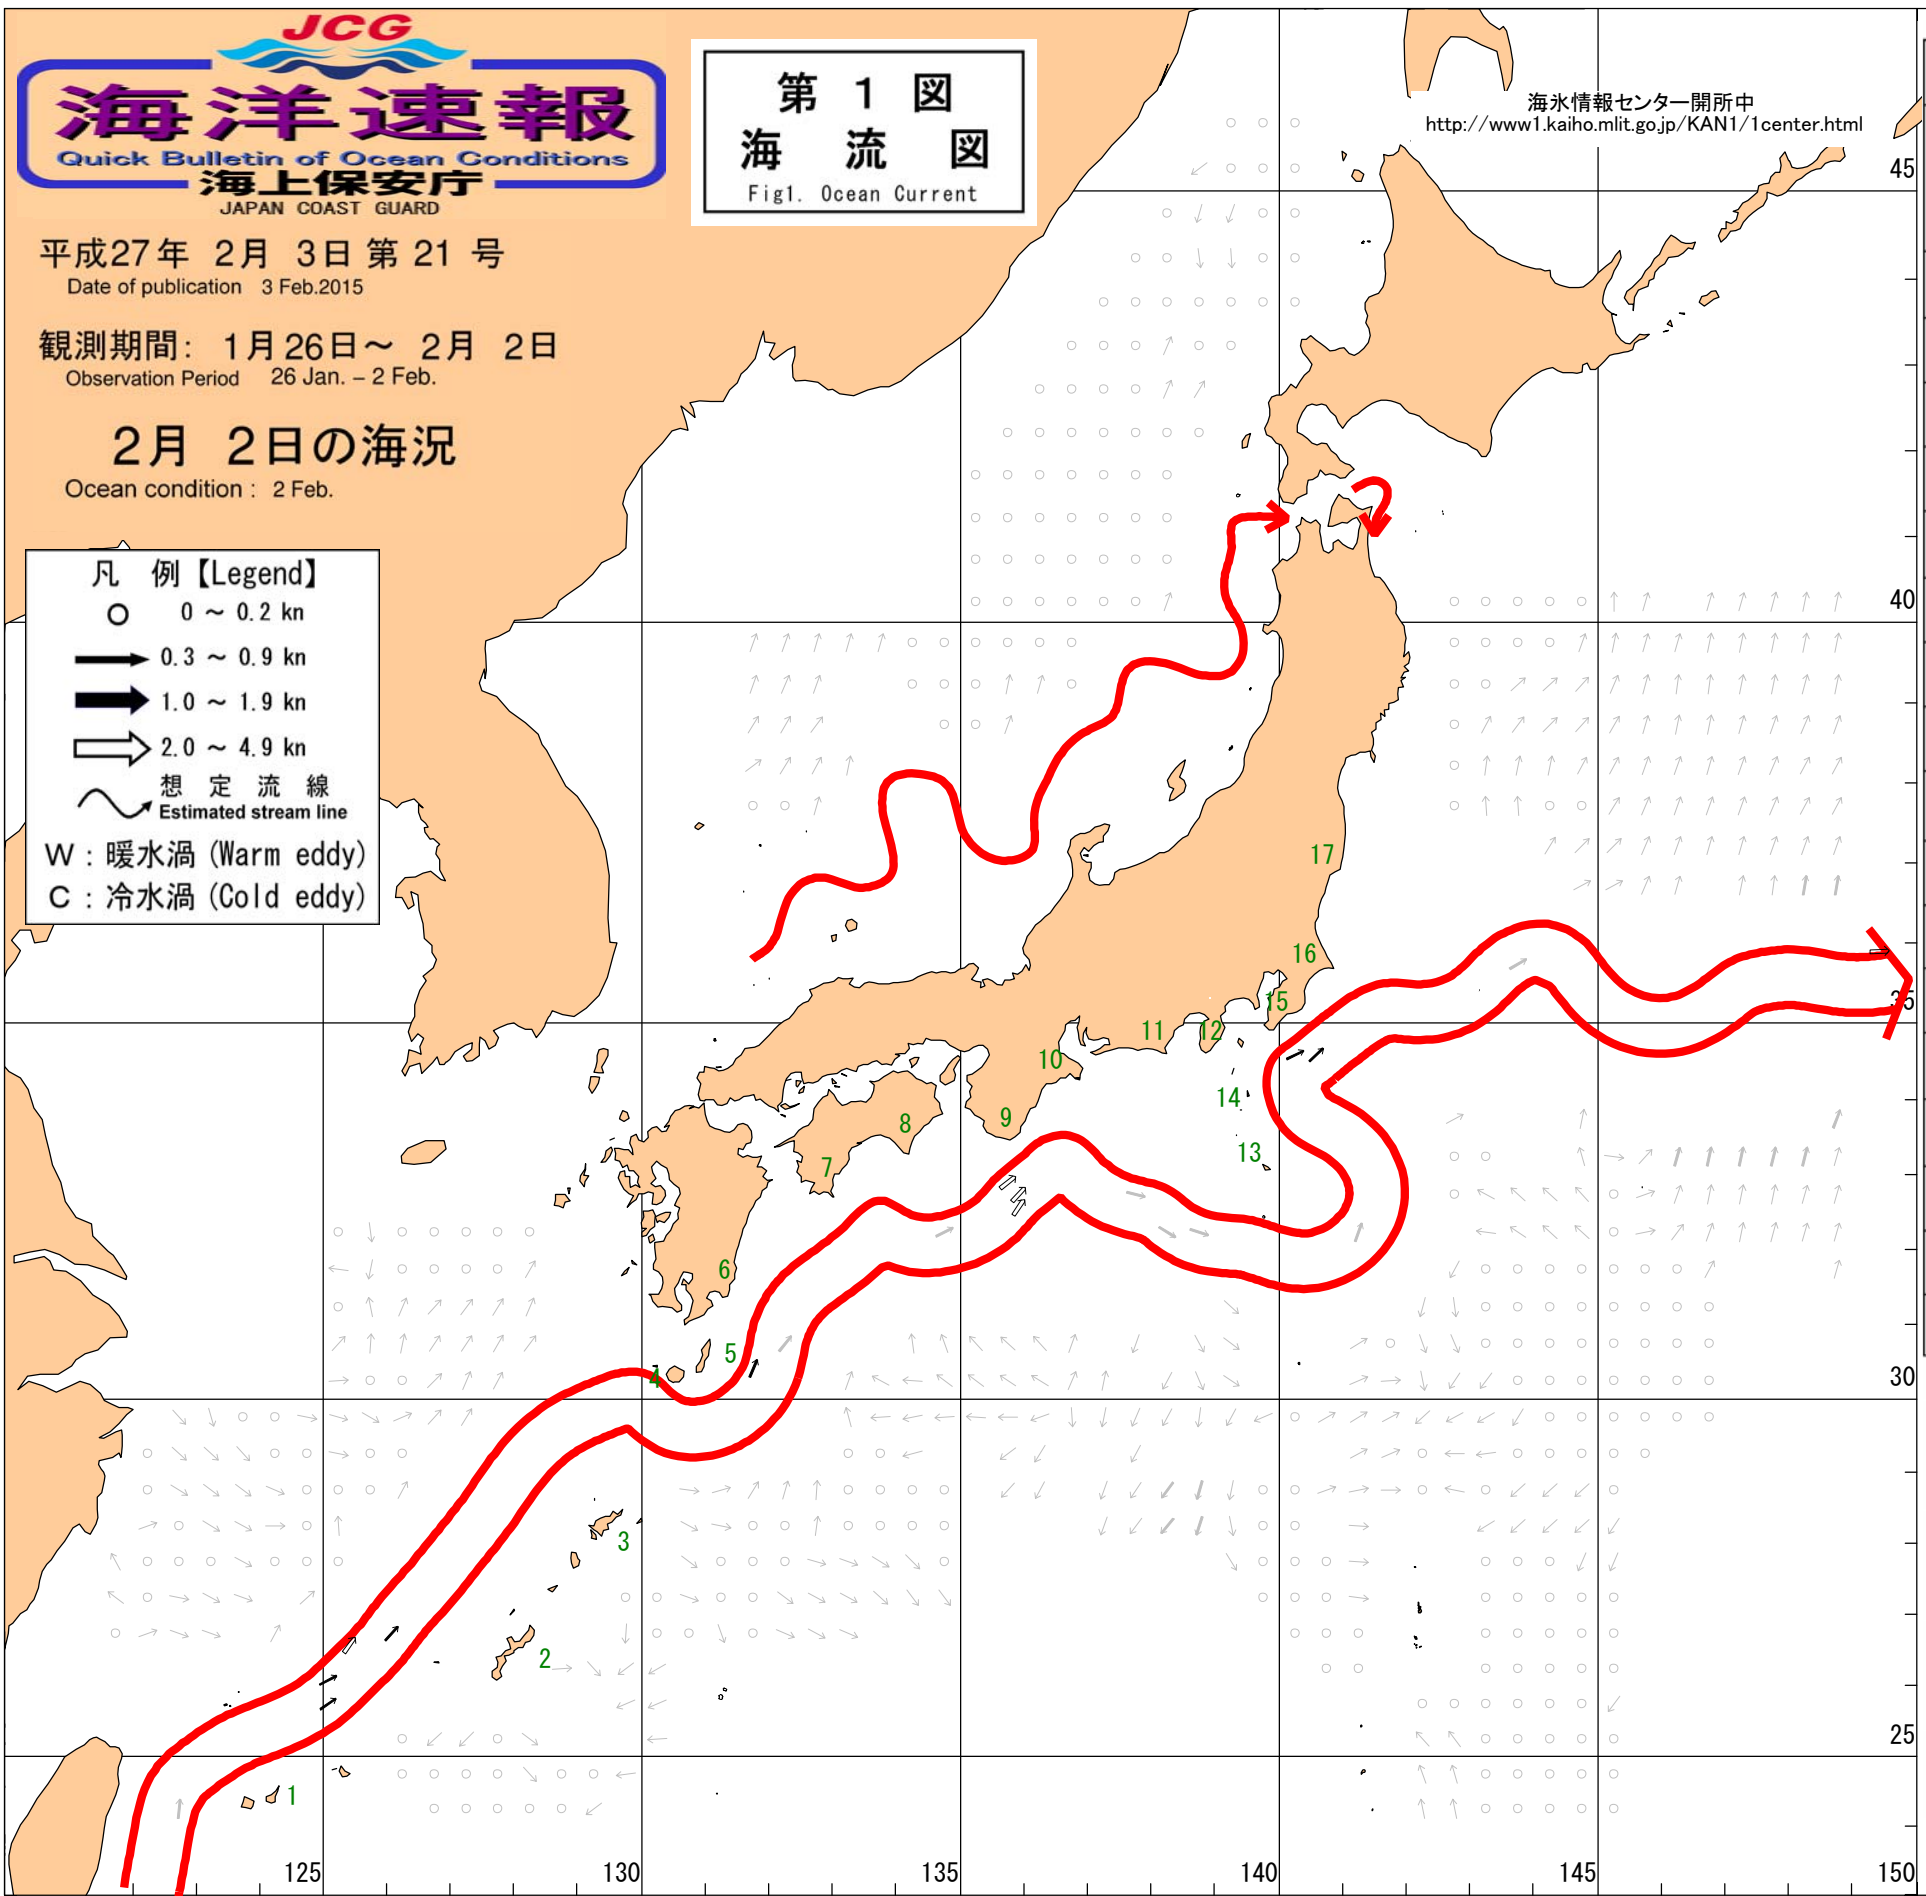 JCG
海洋速報
Quick Bulletin of Ocean Conditions
海上保安庁
JAPAN COAST GUARD
平成27年 2月 3日 第 21 号
Date of publication 3 Feb.2015
観測期間: 1月26日～ 2月 2日
Observation Period 26 Jan. – 2 Feb.
2月 2日の海況
Ocean condition : 2 Feb.
第 1 図
海 流 図
Fig1. Ocean Current
海氷情報センター開所中
http://www1.kaiho.mlit.go.jp/KAN1/1center.html
凡 例【Legend】
0 ～ 0.2 kn
0.3 ～ 0.9 kn
1.0 ～ 1.9 kn
2.0 ～ 4.9 kn
想 定 流 線
Estimated stream line
W : 暖水渦 (Warm eddy)
C : 冷水渦 (Cold eddy)
45
40
35
30
25
17
16
15
12
11
10
14
13
9
8
7
6
5
4
3
2
1
125
130
135
140
145
150